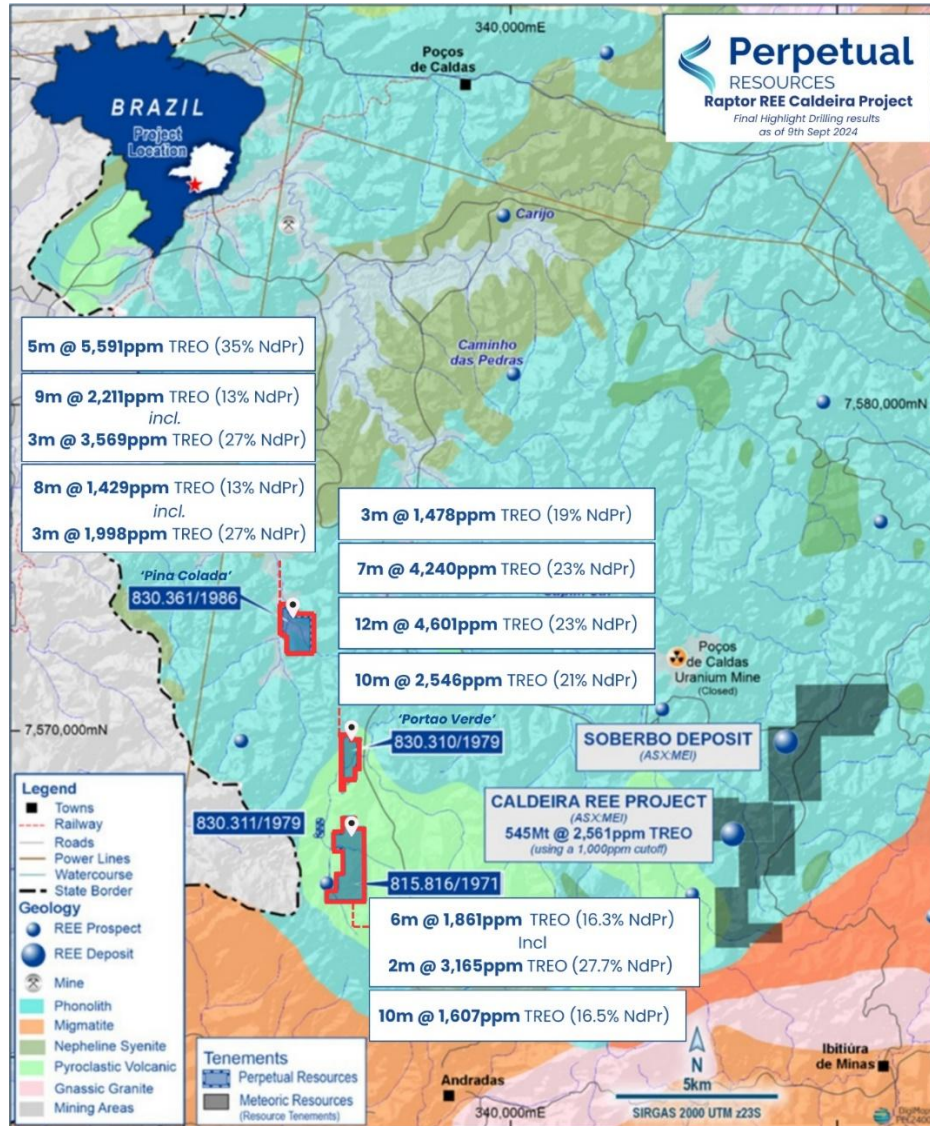 340,000mE
Poços
de Caldas
Perpetual
RESOURCES
Raptor REE Caldeira Project
Final Highlight Drilling results
as of 9th Sept 2024
BRAZIL
Project
Location
Carijo
Caminho
das Pedras
7,580,000mN
5m @ 5,591ppm TREO (35% NdPr)
9m @ 2,211ppm TREO (13% NdPr)
incl.
3m @ 3,569ppm TREO (27% NdPr)
8m @ 1,429ppm TREO (13% NdPr)
incl.
3m @ 1,998ppm TREO (27% NdPr)
3m @ 1,478ppm TREO (19% NdPr)
7m @ 4,240ppm TREO (23% NdPr)
12m @ 4,601ppm TREO (23% NdPr)
10m @ 2,546ppm TREO (21% NdPr)
'Pina Colada'
830.361/1986
Poços
de Caldas
Uranium Mine
(Closed)
7,570,000mN
'Portao Verde'
830.310/1979
SOBERBO DEPOSIT
(ASX:MEI)
CALDEIRA REE PROJECT
(ASX:MEI)
545Mt @ 2,561ppm TREO
(using a 1,000ppm cutoff)
830.311/1979
815.816/1971
6m @ 1,861ppm TREO (16.3% NdPr)
Incl
2m @ 3,165ppm TREO (27.7% NdPr)
10m @ 1,607ppm TREO (16.5% NdPr)
Legend
Towns
Railway
Roads
Power Lines
Watercourse
State Border
Geology
REE Prospect
REE Deposit
Mine
Phonolith
Migmatite
Nepheline Syenite
Pyroclastic Volcanic
Gnassic Granite
Mining Areas
Tenements
Perpetual Resources
Meteoric Resources
(Resource Tenements)
Andradas
340,000mE
N
5km
SIRGAS 2000 UTM z23S
Ibitiúra
de Minas